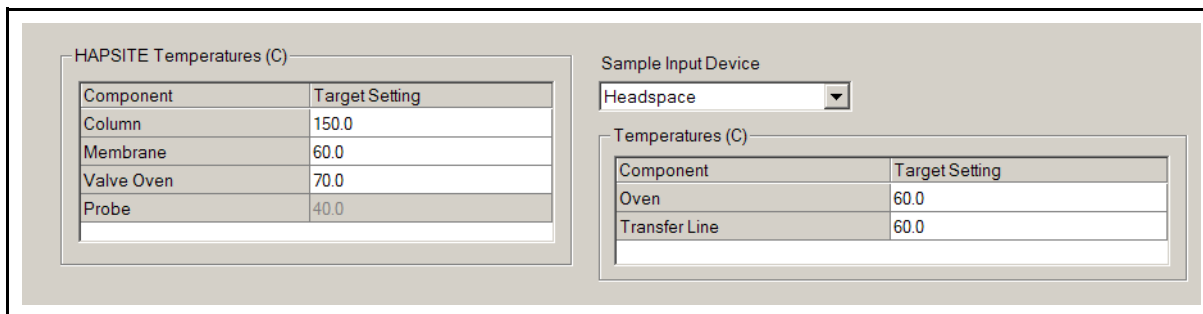 HAPSITE Temperatures (C)
Component Target Setting
Column 150.0
Membrane 60.0
Valve Oven 70.0
Probe 40.0
Sample Input Device
Headspace
Temperatures (C)
Component Target Setting
Oven 60.0
Transfer Line 60.0